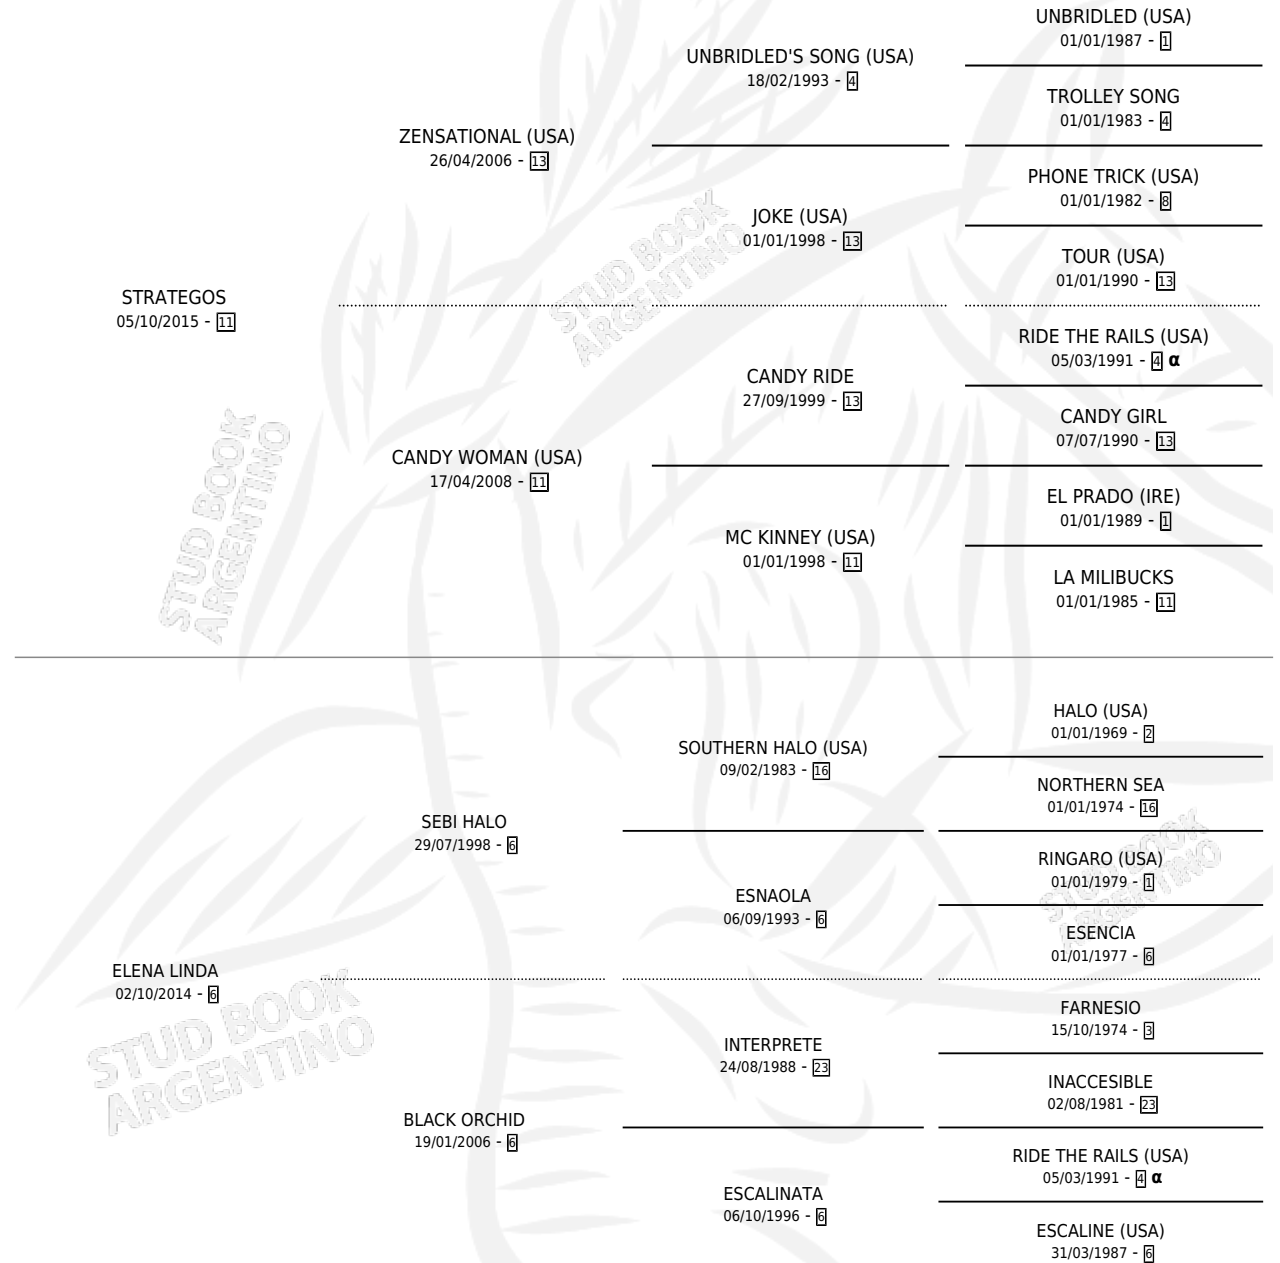 UNBRIDLED (USA)
01/01/1987 - 1
UNBRIDLED'S SONG (USA)
18/02/1993 - 4
TROLLEY SONG
01/01/1983 - 4
ZENSATIONAL (USA)
26/04/2006 - 13
PHONE TRICK (USA)
01/01/1982 - 8
JOKE (USA)
01/01/1998 - 13
TOUR (USA)
01/01/1990 - 13
STRATEGOS
05/10/2015 - 11
RIDE THE RAILS (USA)
05/03/1991 - 4 α
CANDY RIDE
27/09/1999 - 13
CANDY GIRL
07/07/1990 - 13
CANDY WOMAN (USA)
17/04/2008 - 11
EL PRADO (IRE)
01/01/1989 - 1
MC KINNEY (USA)
01/01/1998 - 11
LA MILIBUCKS
01/01/1985 - 11
HALO (USA)
01/01/1969 - 2
SOUTHERN HALO (USA)
09/02/1983 - 16
NORTHERN SEA
01/01/1974 - 16
SEBI HALO
29/07/1998 - 6
RINGARO (USA)
01/01/1979 - 1
ESNAOLA
06/09/1993 - 6
ESENCIA
01/01/1977 - 6
ELENA LINDA
02/10/2014 - 6
FARNESIO
15/10/1974 - 3
INTERPRETE
24/08/1988 - 23
INACCESIBLE
02/08/1981 - 23
BLACK ORCHID
19/01/2006 - 6
RIDE THE RAILS (USA)
05/03/1991 - 4 α
ESCALINATA
06/10/1996 - 6
ESCALINE (USA)
31/03/1987 - 6
STUD BOOK
ARGENTINO
STUD BOOK
ARGENTINO
STUD BOOK
ARGENTINO
STUD BOOK
ARGENTINO